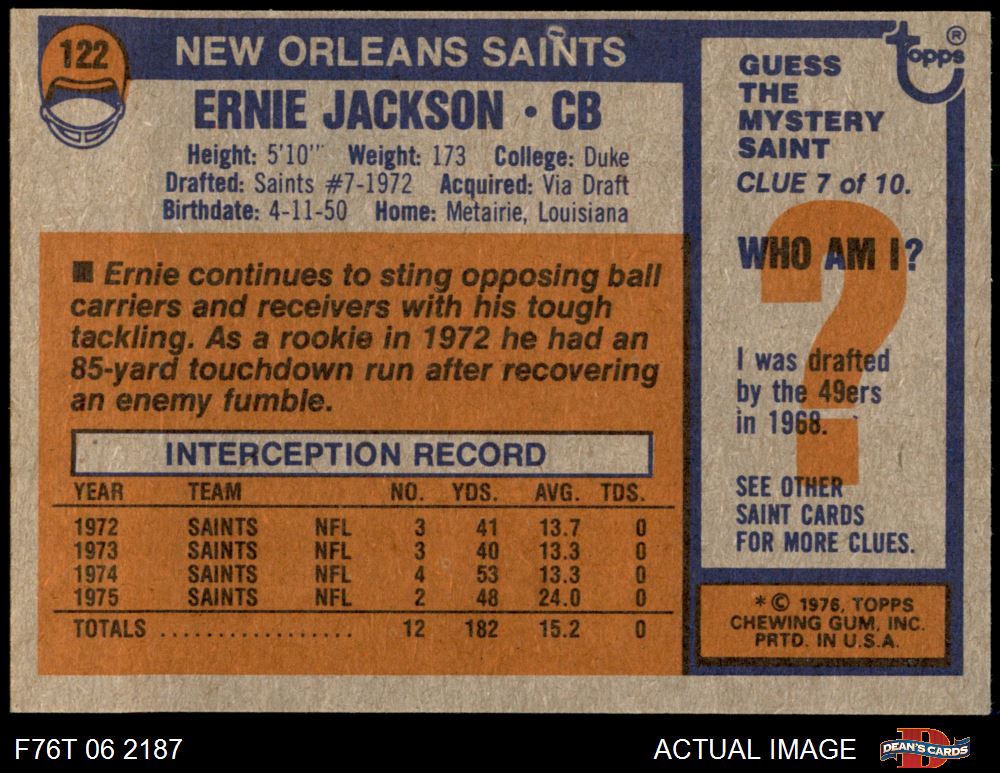 122
NEW ORLEANS SAINTS
ERNIE JACKSON • CB
Height: 5'10" Weight: 173 College: Duke
Drafted: Saints #7-1972 Acquired: Via Draft
Birthdate: 4-11-50 Home: Metairie, Louisiana
■ Ernie continues to sting opposing ball
carriers and receivers with his tough
tackling. As a rookie in 1972 he had an
85-yard touchdown run after recovering
an enemy fumble.
INTERCEPTION RECORD
YEAR TEAM NO. YDS. AVG. TDS.
1972 SAINTS NFL 3 41 13.7 0
1973 SAINTS NFL 3 40 13.3 0
1974 SAINTS NFL 4 53 13.3 0
1975 SAINTS NFL 2 48 24.0 0
TOTALS .................. 12 182 15.2 0
topps ®
GUESS
THE
MYSTERY
SAINT
CLUE 7 of 10.
?
WHO AM I?
I was drafted
by the 49ers
in 1968.
SEE OTHER
SAINT CARDS
FOR MORE CLUES.
* © 1976, TOPPS
CHEWING GUM, INC.
PRTD. IN U.S.A.
F76T 06 2187
ACTUAL IMAGE
DEAN'S CARDS